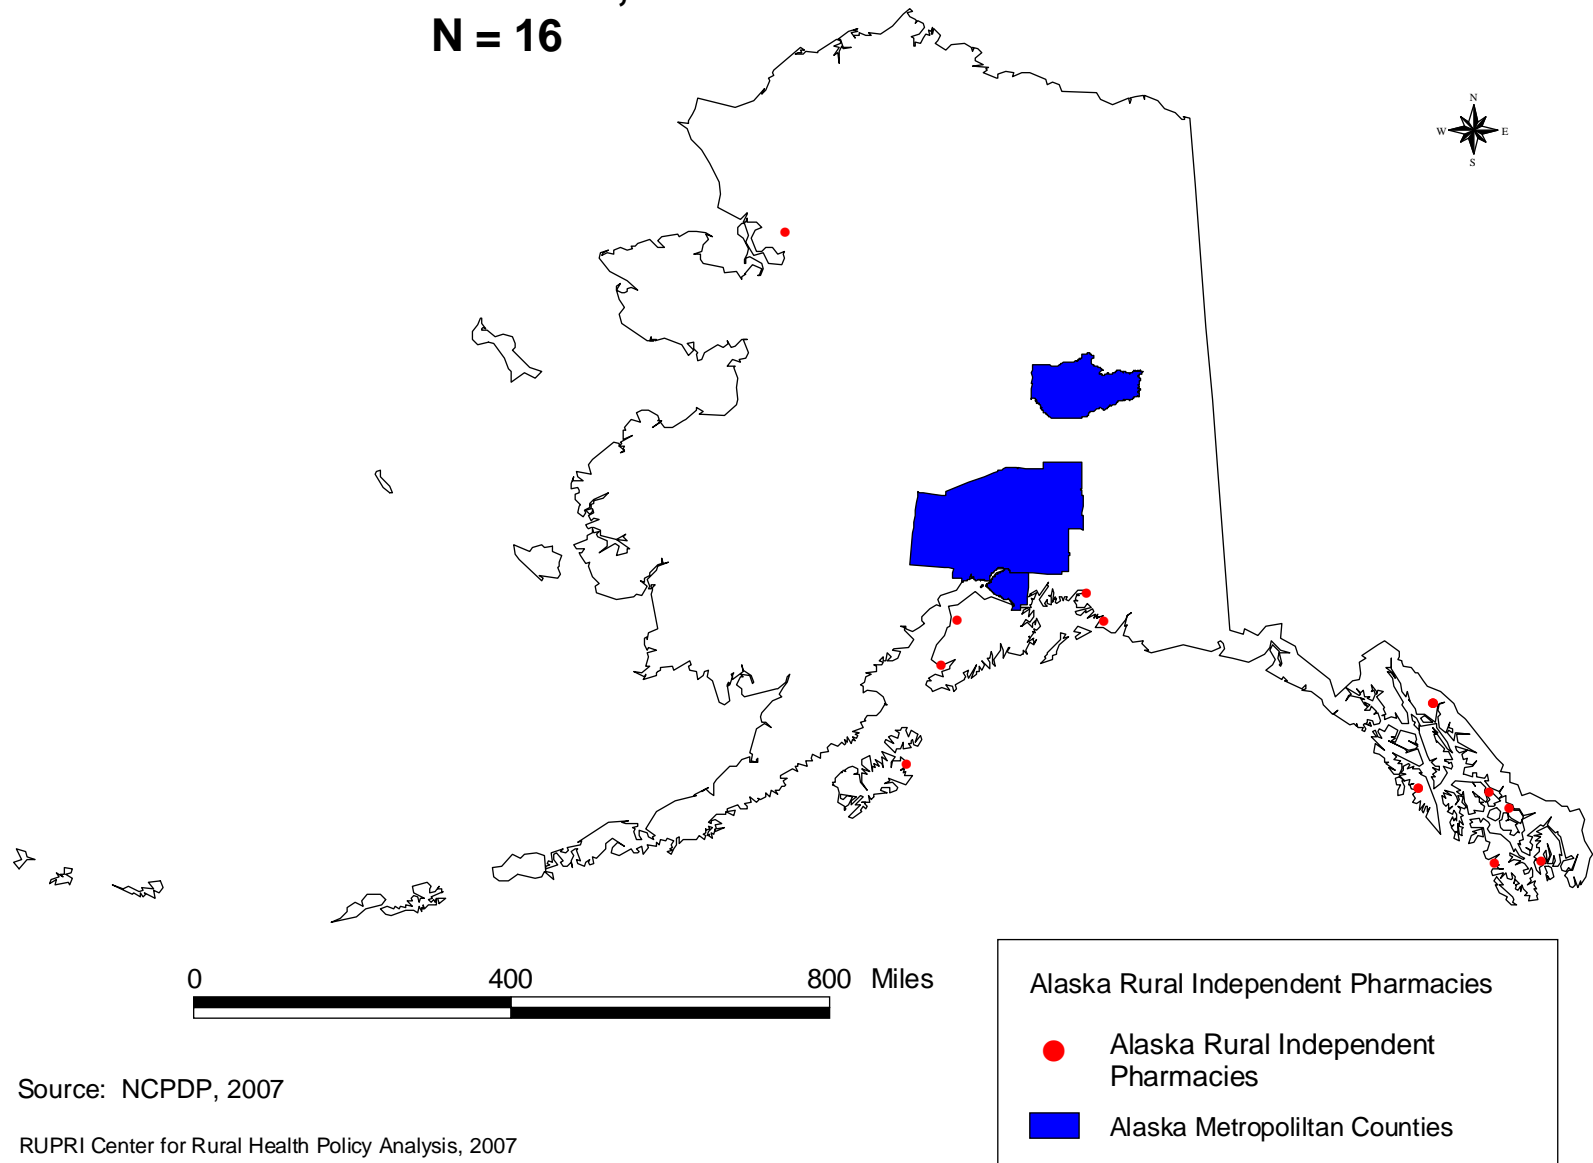 N = 16
N
W
E
S
0
400
800 Miles
Alaska Rural Independent Pharmacies
Alaska Rural Independent
Pharmacies
Alaska Metropoliltan Counties
Source: NCPDP, 2007
RUPRI Center for Rural Health Policy Analysis, 2007